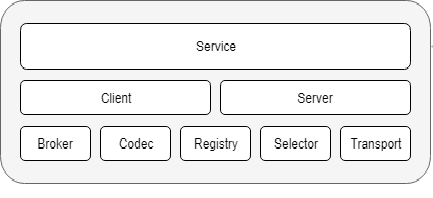 Service
Client Server
Broker Codec Registry Selector Transport